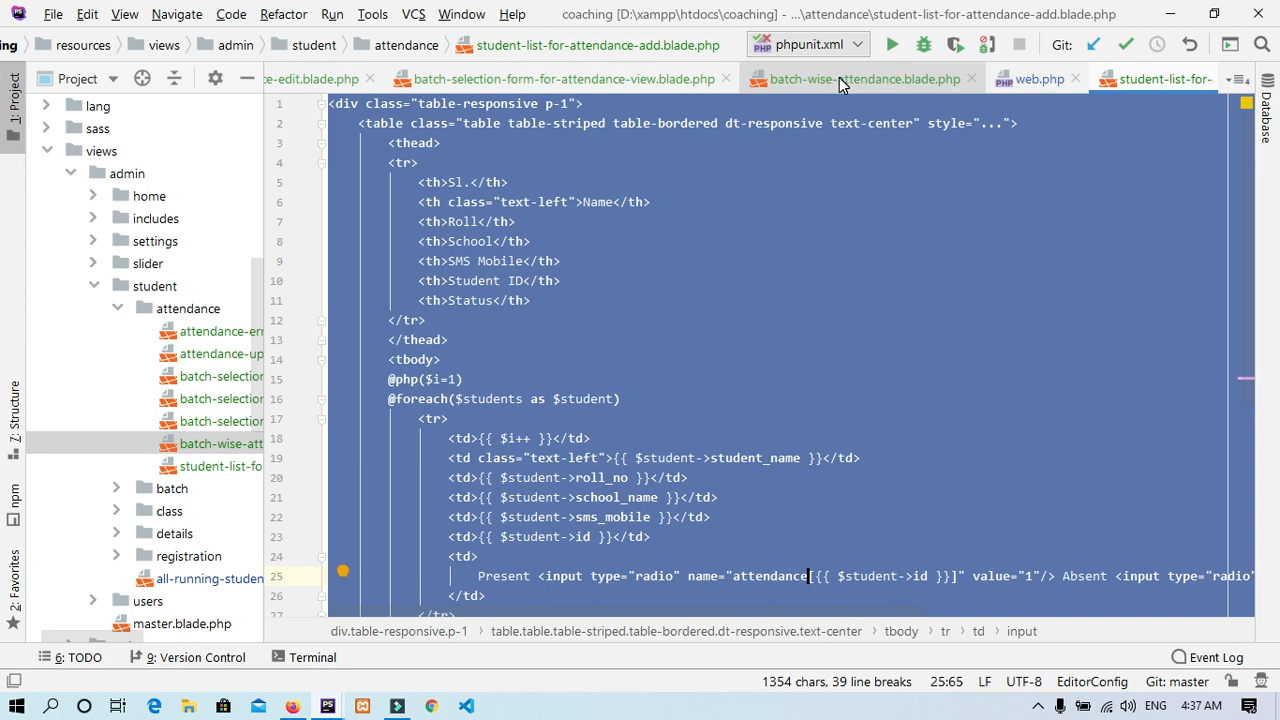 File Edit View Navigate Code Refactor Run Tools VCS Window Help coaching [D:\xampp\htdocs\coaching] - ...\attendance\student-list-for-attendance-add.blade.php
ng resources views admin student attendance student-list-for-attendance-add.blade.php phpunit.xml Git:
Project ce-edit.blade.php batch-selection-form-for-attendance-view.blade.php batch-wise-attendance.blade.php web.php student-list-for-
1: Project
7: Structure
npm
2: Favorites
Database
lang
sass
views
admin
home
includes
settings
slider
student
attendance
attendance-err
attendance-up
batch-selection
batch-selection
batch-selection
batch-wise-att
student-list-fo
batch
class
details
registration
all-running-studen
users
master.blade.php
1 <div class="table-responsive p-1">
2 <table class="table table-striped table-bordered dt-responsive text-center" style="...">
3 <thead>
4 <tr>
5 <th>Sl.</th>
6 <th class="text-left">Name</th>
7 <th>Roll</th>
8 <th>School</th>
9 <th>SMS Mobile</th>
10 <th>Student ID</th>
11 <th>Status</th>
12 </tr>
13 </thead>
14 <tbody>
15 @php($i=1)
16 @foreach($students as $student)
17 <tr>
18 <td>{{ $i++ }}</td>
19 <td class="text-left">{{ $student->student_name }}</td>
20 <td>{{ $student->roll_no }}</td>
21 <td>{{ $student->school_name }}</td>
22 <td>{{ $student->sms_mobile }}</td>
23 <td>{{ $student->id }}</td>
24 <td>
25 Present <input type="radio" name="attendance[{{ $student->id }}]" value="1"/> Absent <input type="radio"
26 </td>
27 </tr>
div.table-responsive.p-1 table.table.table-striped.table-bordered.dt-responsive.text-center tbody tr td input
6: TODO 9: Version Control Terminal Event Log
1354 chars, 39 line breaks 25:65 LF UTF-8 EditorConfig Git: master
ENG 4:37 AM